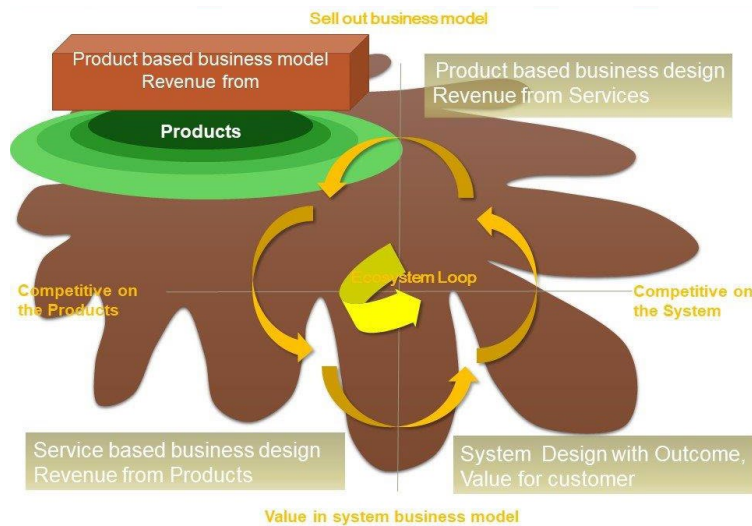 Sell out business model
Product based business model
Revenue from
Products
Product based business design
Revenue from Services
Ecosystem Loop
Competitive on
the Products
Competitive on
the System
Service based business design
Revenue from Products
System Design with Outcome,
Value for customer
Value in system business model